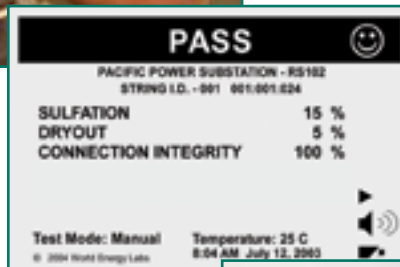 PASS
PACIFIC POWER SUBSTATION - RS102
STRING I.D. - 001 001:001:024
SULFATION 15 %
DRYOUT 5 %
CONNECTION INTEGRITY 100 %
Test Mode: Manual Temperature: 25 C
© 2004 World Energy Labs 8:04 AM July 12, 2003